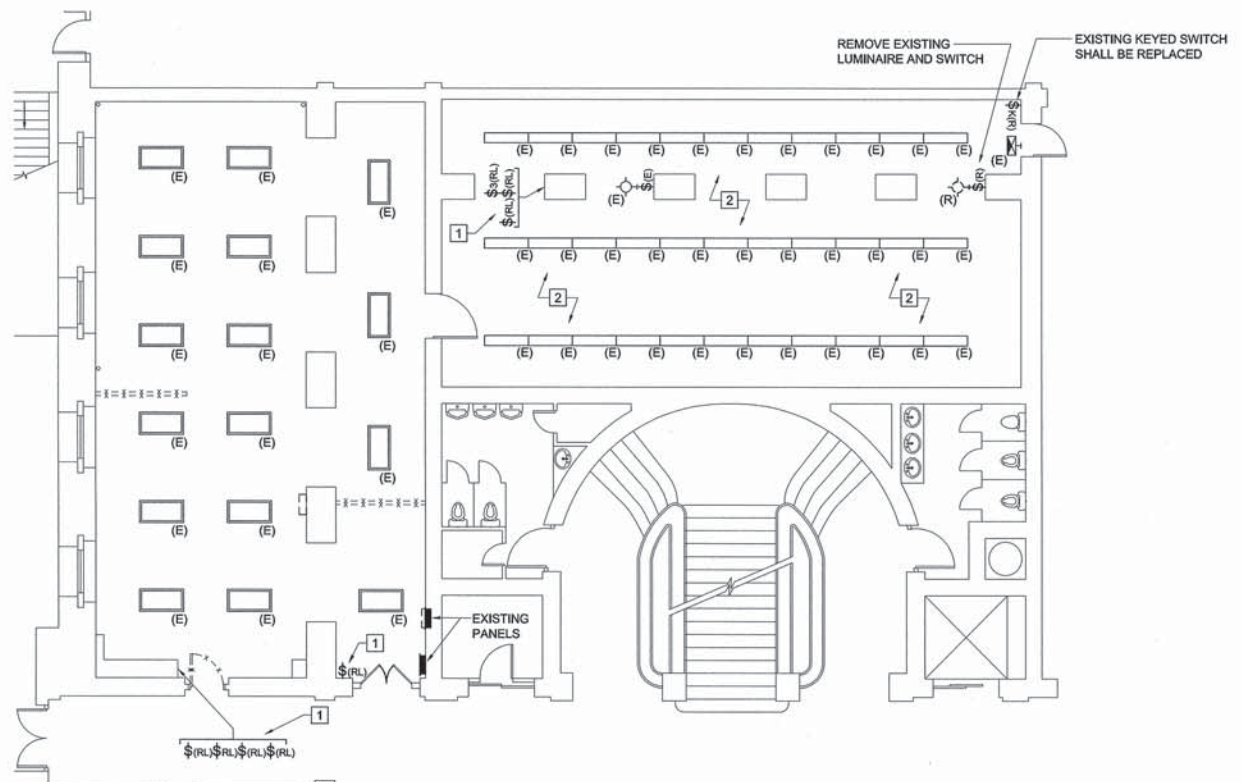 REMOVE EXISTING
LUMINAIRE AND SWITCH
EXISTING KEYED SWITCH
SHALL BE REPLACED
$K(R)
(E)
(E) (E) (E) (E) (E) (E) (E) (E) (E) (E) (E)
(E) (E)
(E)
$3(RL)
$(RL)
$(RL)
1
(E)
$(E)
2
(R)
$(R)
(E) (E)
(E) (E) (E) (E) (E) (E) (E) (E) (E) (E) (E)
2
2
(E) (E)
(E)
(E) (E) (E) (E) (E) (E) (E) (E) (E) (E) (E)
(E) (E)
(E)
(E) (E)
(E) (E)
(E)
EXISTING
PANELS
1
$(RL)
1
$(RL) $(RL) $(RL) $(RL)